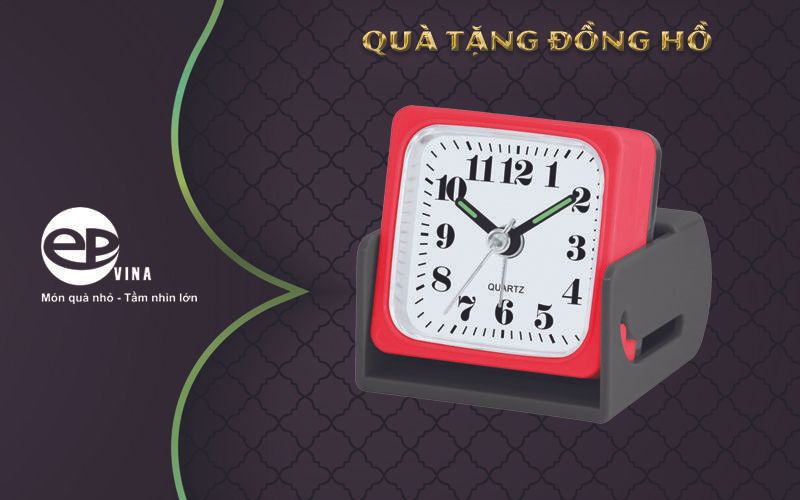 QUÀ TẶNG ĐỒNG HỒ
ep
VINA
Món quà nhỏ - Tầm nhìn lớn
11 12 1
10 2
9 3
8 4
7 6 5
QUARTZ